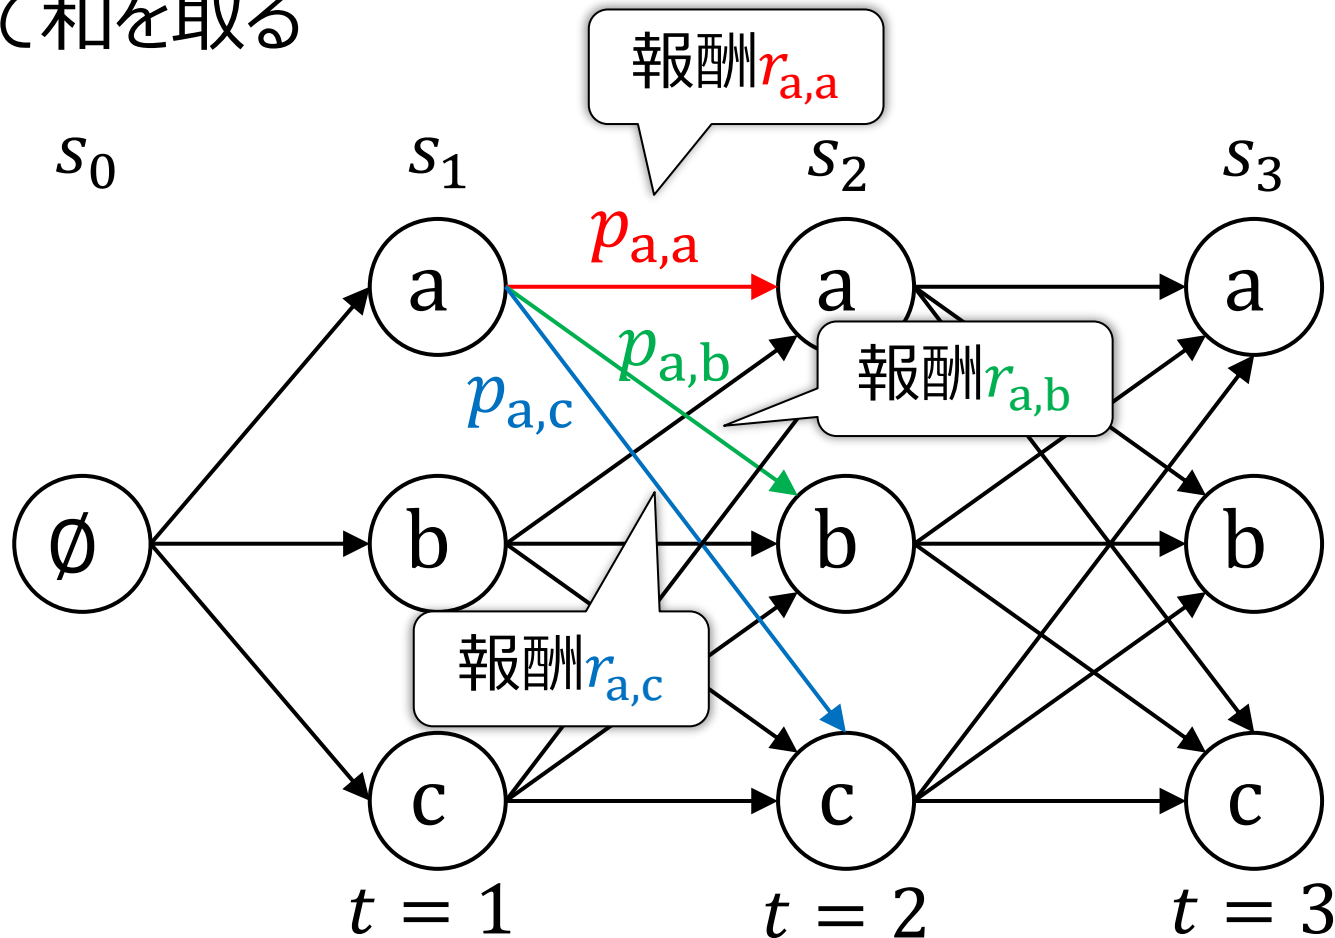 て和を取る
報酬r_{a,a}
s_0
s_1
s_2
s_3
p_{a,a}
a
a
a
p_{a,b}
報酬r_{a,b}
p_{a,c}
∅
b
b
b
報酬r_{a,c}
c
c
c
t = 1
t = 2
t = 3